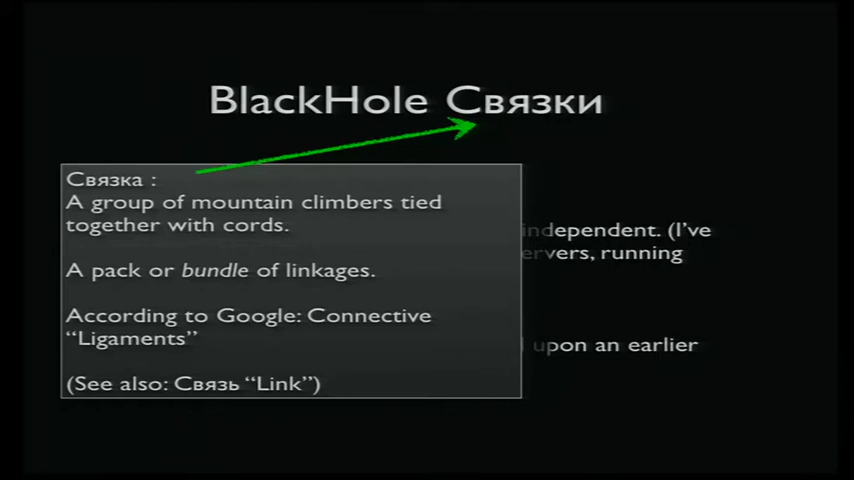 BlackHole Связки
Связка :
A group of mountain climbers tied
together with cords.
A pack or bundle of linkages.
According to Google: Connective
“Ligaments”
(See also: Связь “Link”)
independent. (I’ve
servers, running
upon an earlier